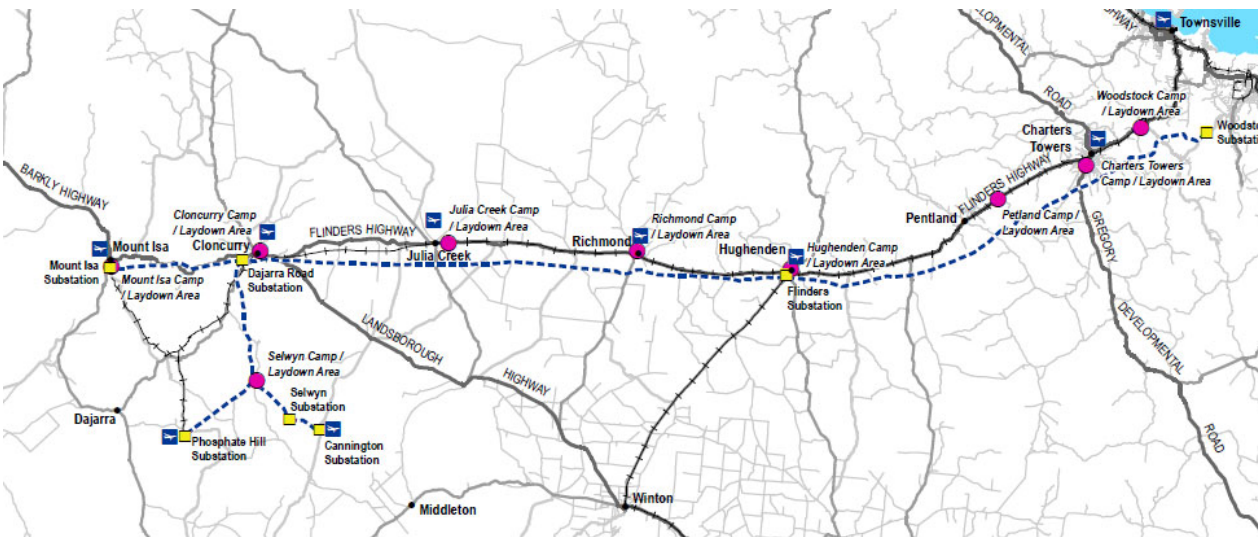 HIGHWAY
Townsville
DEVELOPMENTAL
ROAD
Woodstock Camp
/ Laydown Area
Woodsto
Substation
Charters
Towers
Charters Towers
Camp / Laydown Area
FLINDERS HIGHWAY
Pentland
Petland Camp /
Laydown Area
GREGORY
DEVELOPMENTAL
ROAD
BARKLY HIGHWAY
Cloncurry Camp
/ Laydown Area
Cloncurry
FLINDERS HIGHWAY
Julia Creek Camp
/ Laydown Area
Julia Creek
Richmond Camp
/ Laydown Area
Richmond
Hughenden
Hughenden Camp
/ Laydown Area
Flinders
Substation
Mount Isa
Mount Isa
Substation
Mount Isa Camp
/ Laydown Area
Dajarra Road
Substation
LANDSBOROUGH
HIGHWAY
Selwyn Camp /
Laydown Area
Selwyn
Substation
Dajarra
Phosphate Hill
Substation
Cannington
Substation
Middleton
Winton